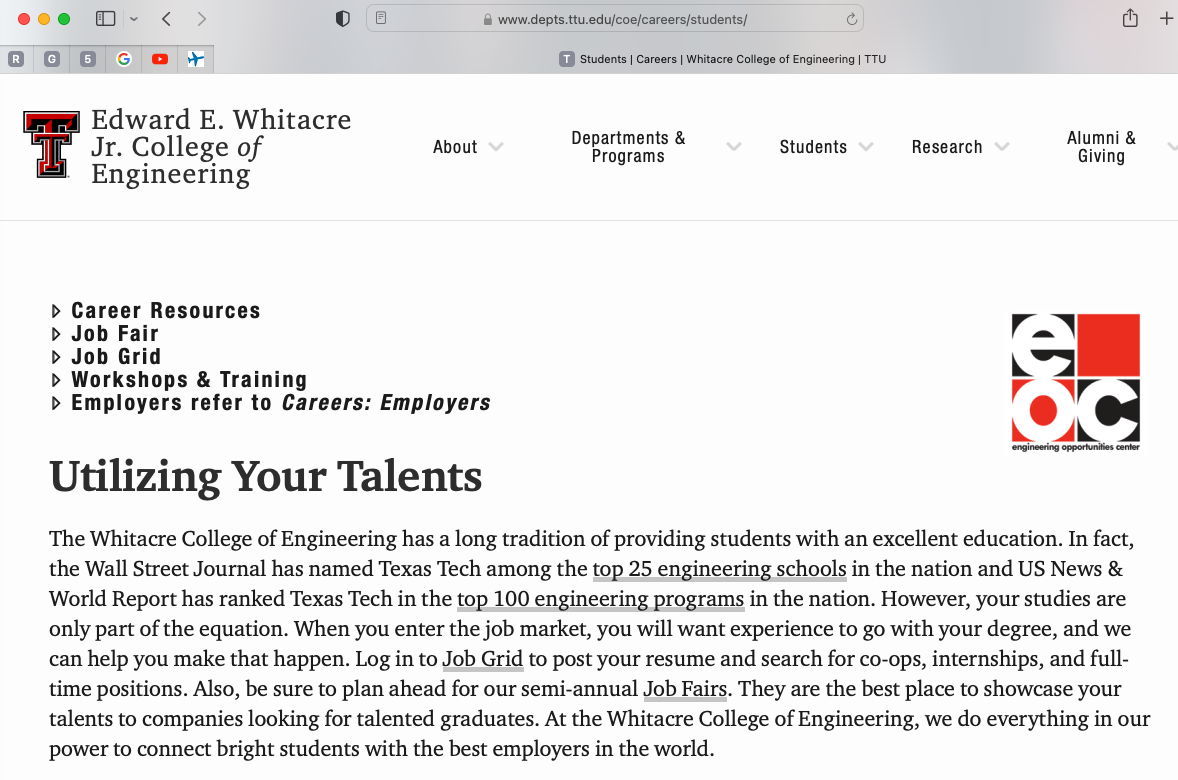 www.depts.ttu.edu/coe/careers/students/
R G 5 G T Students | Careers | Whitacre College of Engineering | TTU
Edward E. Whitacre
Jr. College of
Engineering
About
Departments &
Programs
Students
Research
Alumni &
Giving
Career Resources
Job Fair
Job Grid
Workshops & Training
Employers refer to Careers: Employers
eoc
engineering opportunities center
Utilizing Your Talents
The Whitacre College of Engineering has a long tradition of providing students with an excellent education. In fact,
the Wall Street Journal has named Texas Tech among the top 25 engineering schools in the nation and US News &
World Report has ranked Texas Tech in the top 100 engineering programs in the nation. However, your studies are
only part of the equation. When you enter the job market, you will want experience to go with your degree, and we
can help you make that happen. Log in to Job Grid to post your resume and search for co-ops, internships, and full-
time positions. Also, be sure to plan ahead for our semi-annual Job Fairs. They are the best place to showcase your
talents to companies looking for talented graduates. At the Whitacre College of Engineering, we do everything in our
power to connect bright students with the best employers in the world.